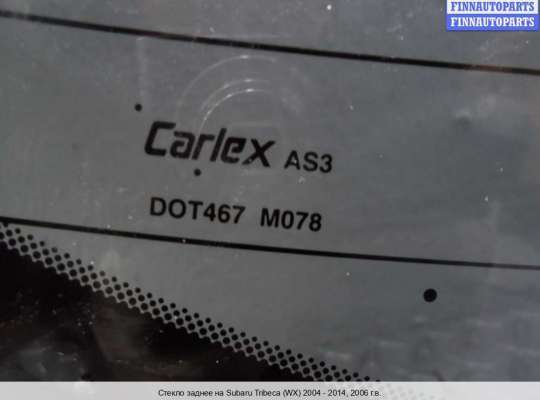 FINNAUTOPARTS
FINNAUTOPARTS
Carlex AS3
DOT467 M078
Стекло заднее на Subaru Tribeca (WX) 2004 - 2014, 2006 г.в.